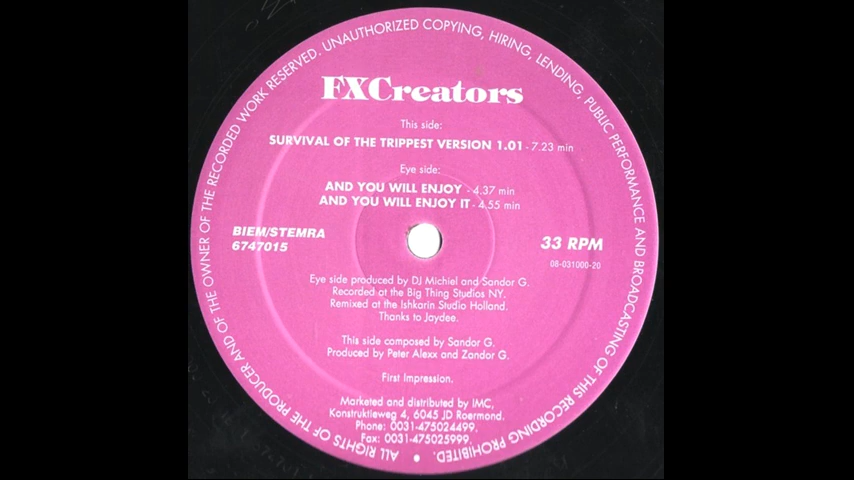 ALL RIGHTS OF THE PRODUCER AND OF THE OWNER OF THE RECORDED WORK RESERVED. UNAUTHORIZED COPYING, HIRING, LENDING, PUBLIC PERFORMANCE AND BROADCASTING OF THIS RECORDING PROHIBITED. •
FXCreators
This side:
SURVIVAL OF THE TRIPPEST VERSION 1.01 - 7.23 min
Eye side:
AND YOU WILL ENJOY - 4.37 min
AND YOU WILL ENJOY IT - 4.55 min
BIEM/STEMRA
6747015
33 RPM
08-031000-20
Eye side produced by DJ Michiel and Sandor G.
Recorded at the Big Thing Studios NY.
Remixed at the Ishkarin Studio Holland.
Thanks to Jaydee.
This side composed by Sandor G.
Produced by Peter Alexx and Zandor G.
First Impression.
Marketed and distributed by IMC,
Konstruktieweg 4, 6045 JD Roermond.
Phone: 0031-475024499.
Fax: 0031-475025999.